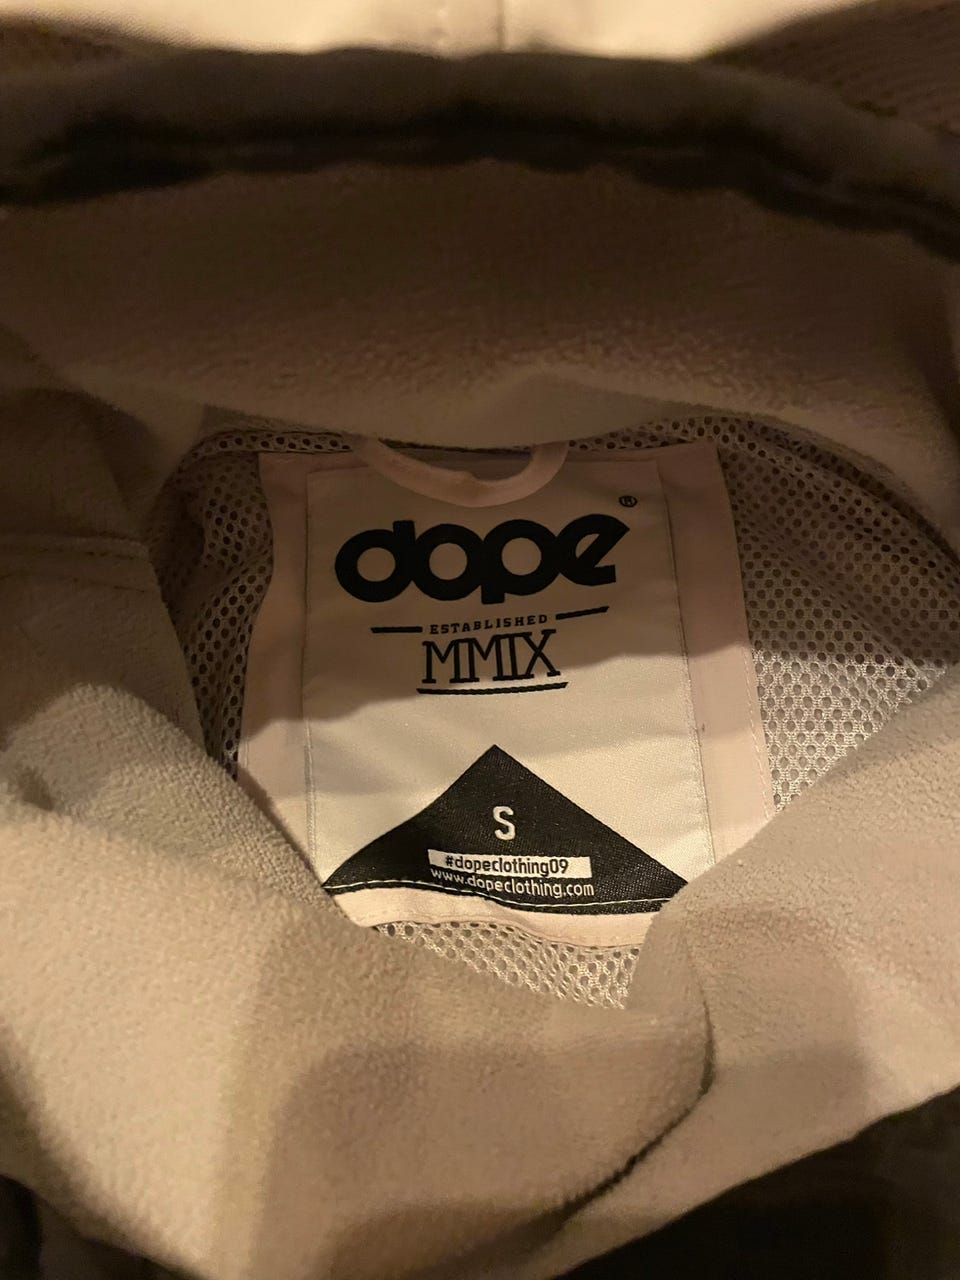 dope®
ESTABLISHED
MMIX
S
#dopeclothing09
www.dopeclothing.com